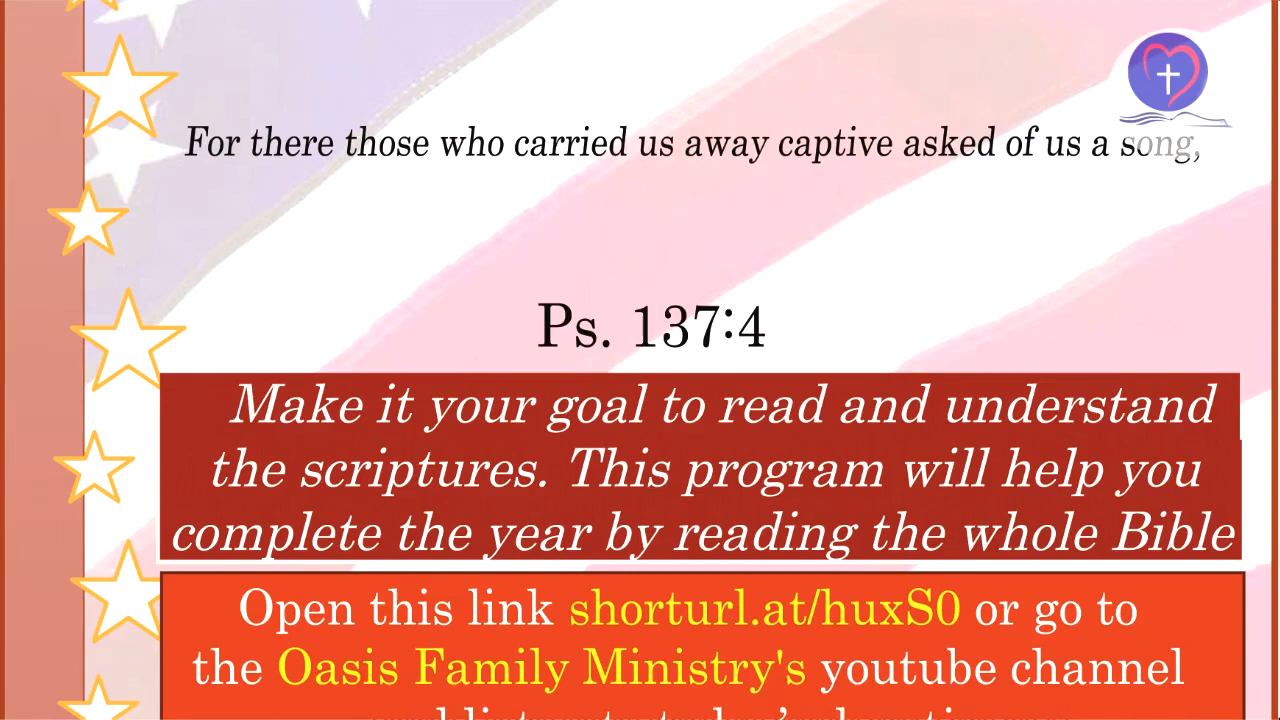 For there those who carried us away captive asked of us a song,
Ps. 137:4
Make it your goal to read and understand
the scriptures. This program will help you
complete the year by reading the whole Bible
Open this link shorturl.at/huxS0 or go to
the Oasis Family Ministry's youtube channel